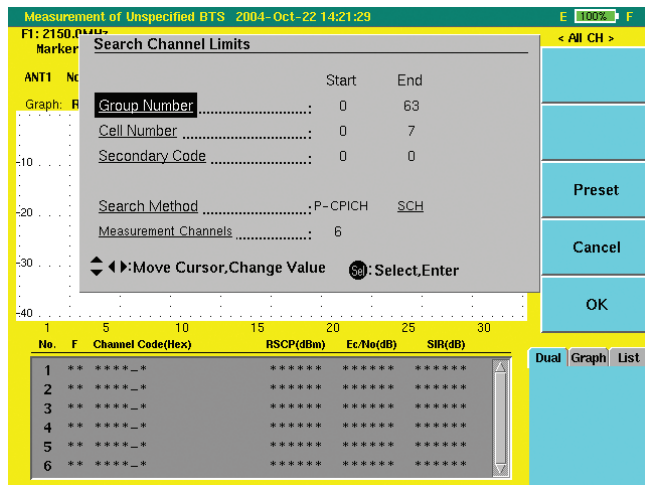 Measurement of Unspecified BTS 2004-Oct-22 14:21:29 E 100% F
F1: 2150.0MHz < All CH >
Marker
ANT1
Graph:
Search Channel Limits
Start End
Group Number : 0 63
Cell Number : 0 7
Secondary Code : 0 0
Search Method : P-CPICH SCH
Measurement Channels : 6
:Move Cursor,Change Value Sel : Select,Enter
Preset
Cancel
OK
-10
-20
-30
-40
1 5 10 15 20 25 30
No. F Channel Code(Hex) RSCP(dBm) Ec/No(dB) SIR(dB)
1 ** ****_* ****** ****** ******
2 ** ****_* ****** ****** ******
3 ** ****_* ****** ****** ******
4 ** ****_* ****** ****** ******
5 ** ****_* ****** ****** ******
6 ** ****_* ****** ****** ******
Dual Graph List